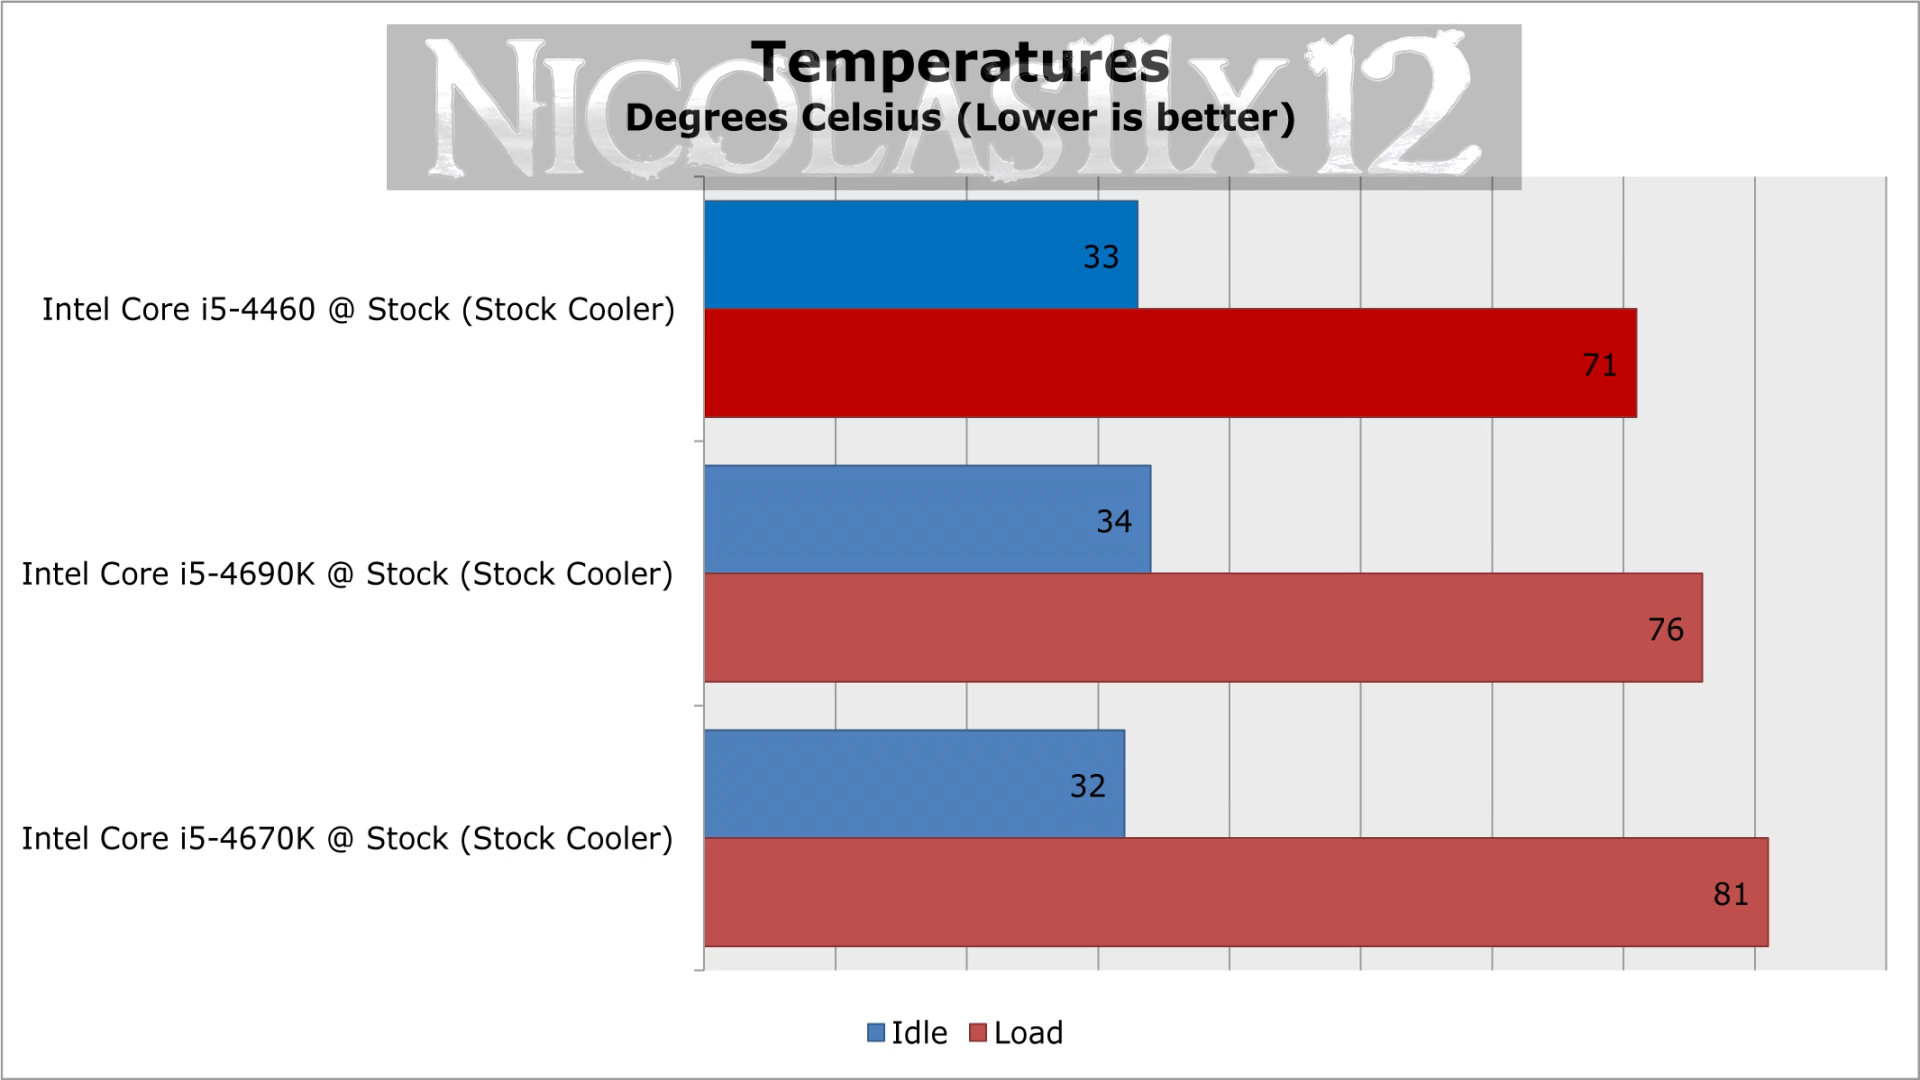 Nicolas11x12
Temperatures
Degrees Celsius (Lower is better)
Intel Core i5-4460 @ Stock (Stock Cooler)
33
71
Intel Core i5-4690K @ Stock (Stock Cooler)
34
76
Intel Core i5-4670K @ Stock (Stock Cooler)
32
81
Idle
Load